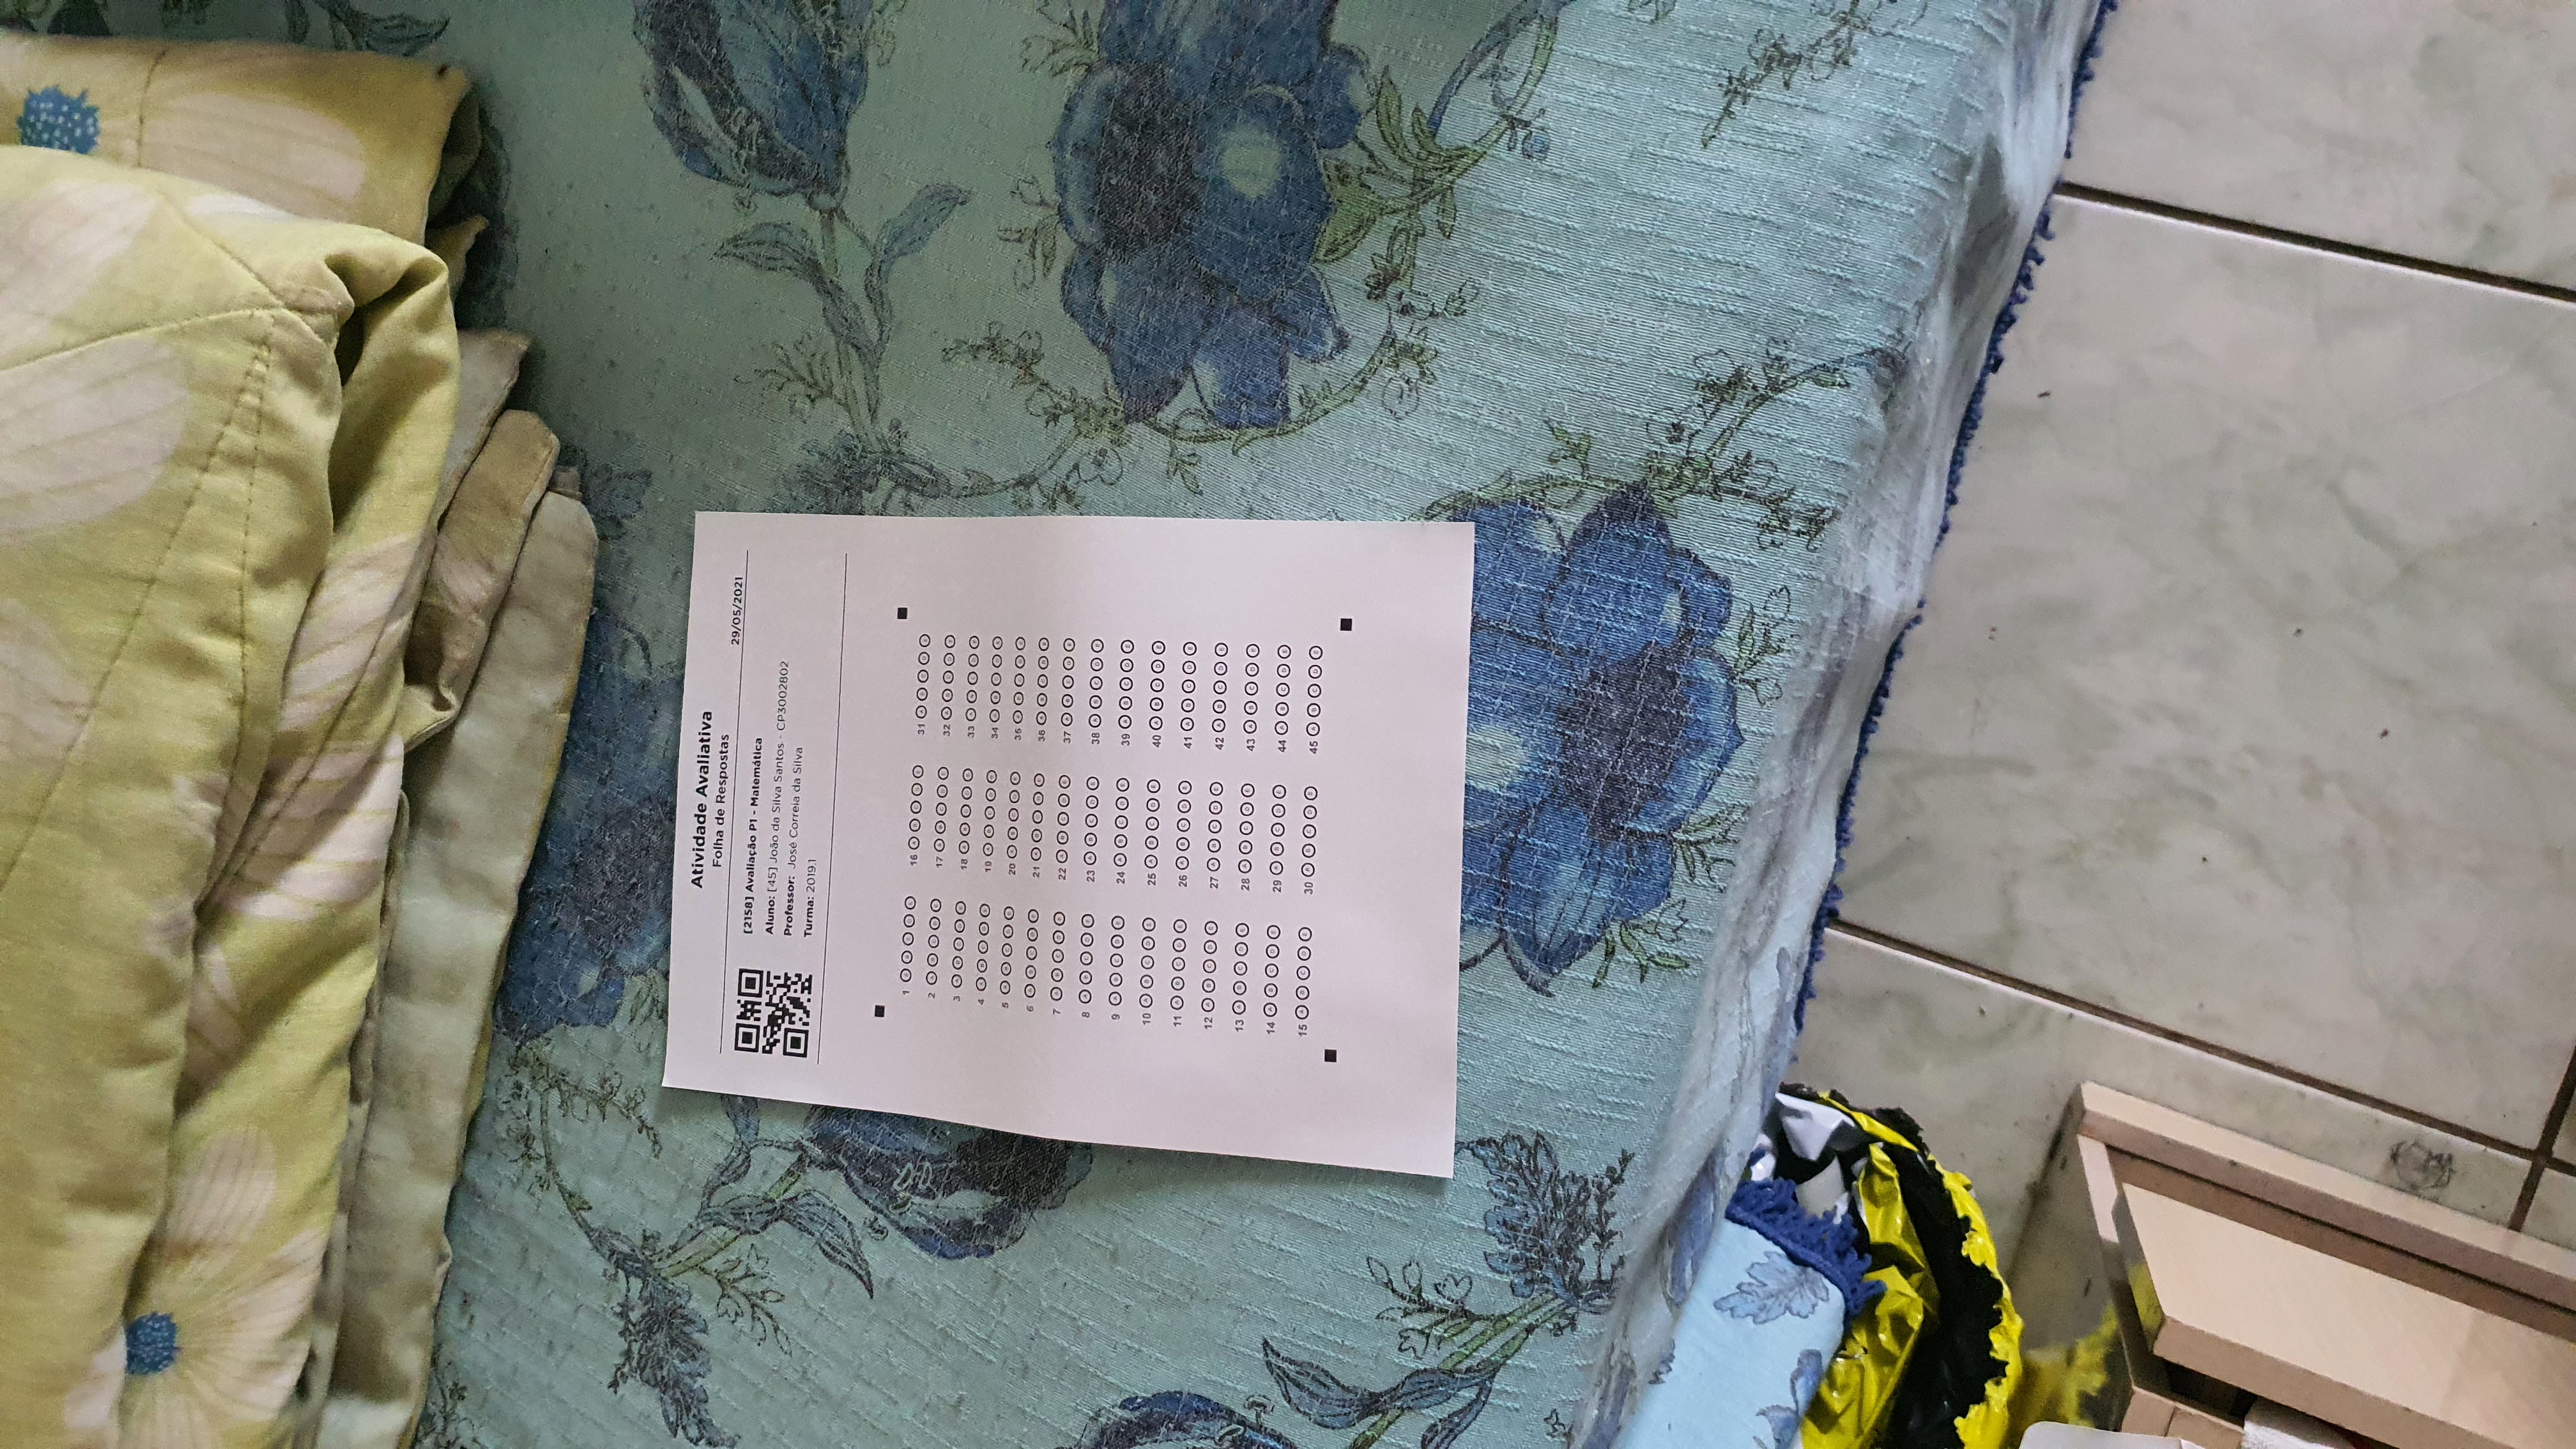 Atividade Avaliativa
Folha de Respostas
29/05/2021
[2158] Avaliação P1 - Matemática
Aluno: [45] João da Silva Santos - CP3002802
Professor: José Correia da Silva
Turma: 2019.1
1 A B C D E 16 A B C D E 31 A B C D E
2 A B C D E 17 A B C D E 32 A B C D E
3 A B C D E 18 A B C D E 33 A B C D E
4 A B C D E 19 A B C D E 34 A B C D E
5 A B C D E 20 A B C D E 35 A B C D E
6 A B C D E 21 A B C D E 36 A B C D E
7 A B C D E 22 A B C D E 37 A B C D E
8 A B C D E 23 A B C D E 38 A B C D E
9 A B C D E 24 A B C D E 39 A B C D E
10 A B C D E 25 A B C D E 40 A B C D E
11 A B C D E 26 A B C D E 41 A B C D E
12 A B C D E 27 A B C D E 42 A B C D E
13 A B C D E 28 A B C D E 43 A B C D E
14 A B C D E 29 A B C D E 44 A B C D E
15 A B C D E 30 A B C D E 45 A B C D E